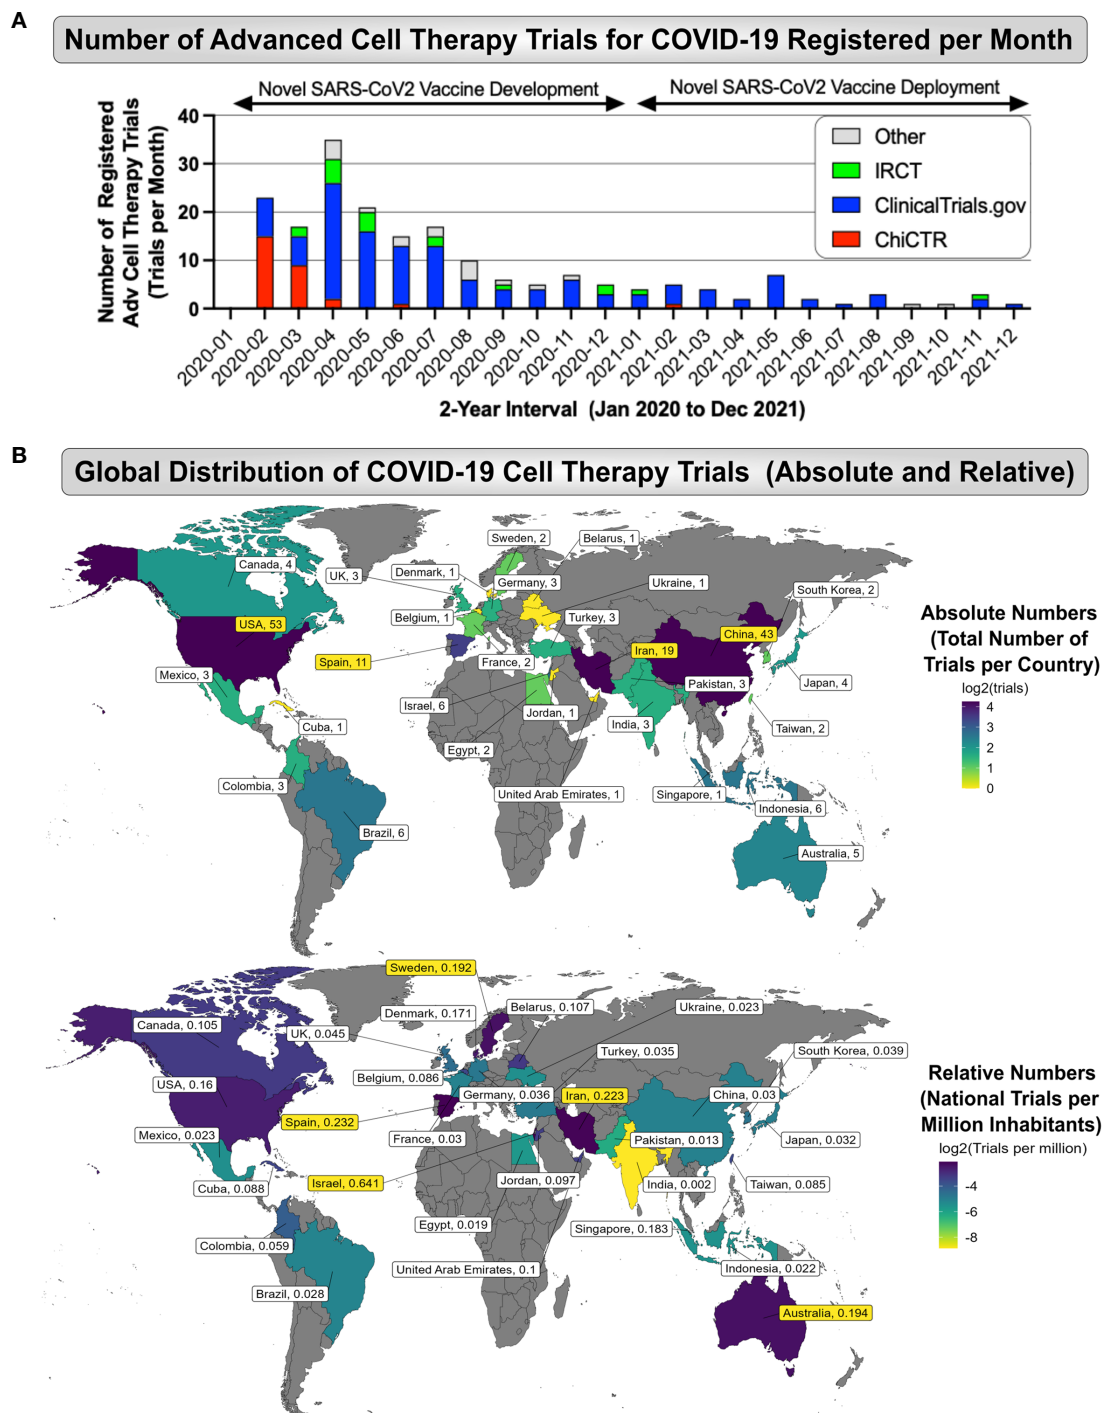 A
Number of Advanced Cell Therapy Trials for COVID-19 Registered per Month
Novel SARS-CoV2 Vaccine Development
Novel SARS-CoV2 Vaccine Deployment
Number of Registered
Adv Cell Therapy Trials
(Trials per Month)
40
30
20
10
0
Other
IRCT
ClinicalTrials.gov
ChiCTR
2020-01
2020-02
2020-03
2020-04
2020-05
2020-06
2020-07
2020-08
2020-09
2020-10
2020-11
2020-12
2021-01
2021-02
2021-03
2021-04
2021-05
2021-06
2021-07
2021-08
2021-09
2021-10
2021-11
2021-12
2-Year Interval (Jan 2020 to Dec 2021)
B
Global Distribution of COVID-19 Cell Therapy Trials (Absolute and Relative)
Sweden, 2
Belarus, 1
Canada, 4
UK, 3
Denmark, 1
Germany, 3
Ukraine, 1
South Korea, 2
Belgium, 1
Turkey, 3
USA, 53
China, 43
Spain, 11
France, 2
Iran, 19
Mexico, 3
Pakistan, 3
Japan, 4
Israel, 6
Jordan, 1
India, 3
Cuba, 1
Taiwan, 2
Egypt, 2
Colombia, 3
United Arab Emirates, 1
Singapore, 1
Indonesia, 6
Brazil, 6
Australia, 5
Absolute Numbers
(Total Number of
Trials per Country)
log2(trials)
4
3
2
1
0
Sweden, 0.192
Denmark, 0.171
Belarus, 0.107
Ukraine, 0.023
Canada, 0.105
UK, 0.045
Turkey, 0.035
South Korea, 0.039
USA, 0.16
Belgium, 0.086
Germany, 0.036
Iran, 0.223
China, 0.03
Spain, 0.232
Mexico, 0.023
France, 0.03
Pakistan, 0.013
Japan, 0.032
Cuba, 0.088
Israel, 0.641
Jordan, 0.097
India, 0.002
Taiwan, 0.085
Egypt, 0.019
Singapore, 0.183
Colombia, 0.059
United Arab Emirates, 0.1
Indonesia, 0.022
Brazil, 0.028
Australia, 0.194
Relative Numbers
(National Trials per
Million Inhabitants)
log2(Trials per million)
-4
-6
-8